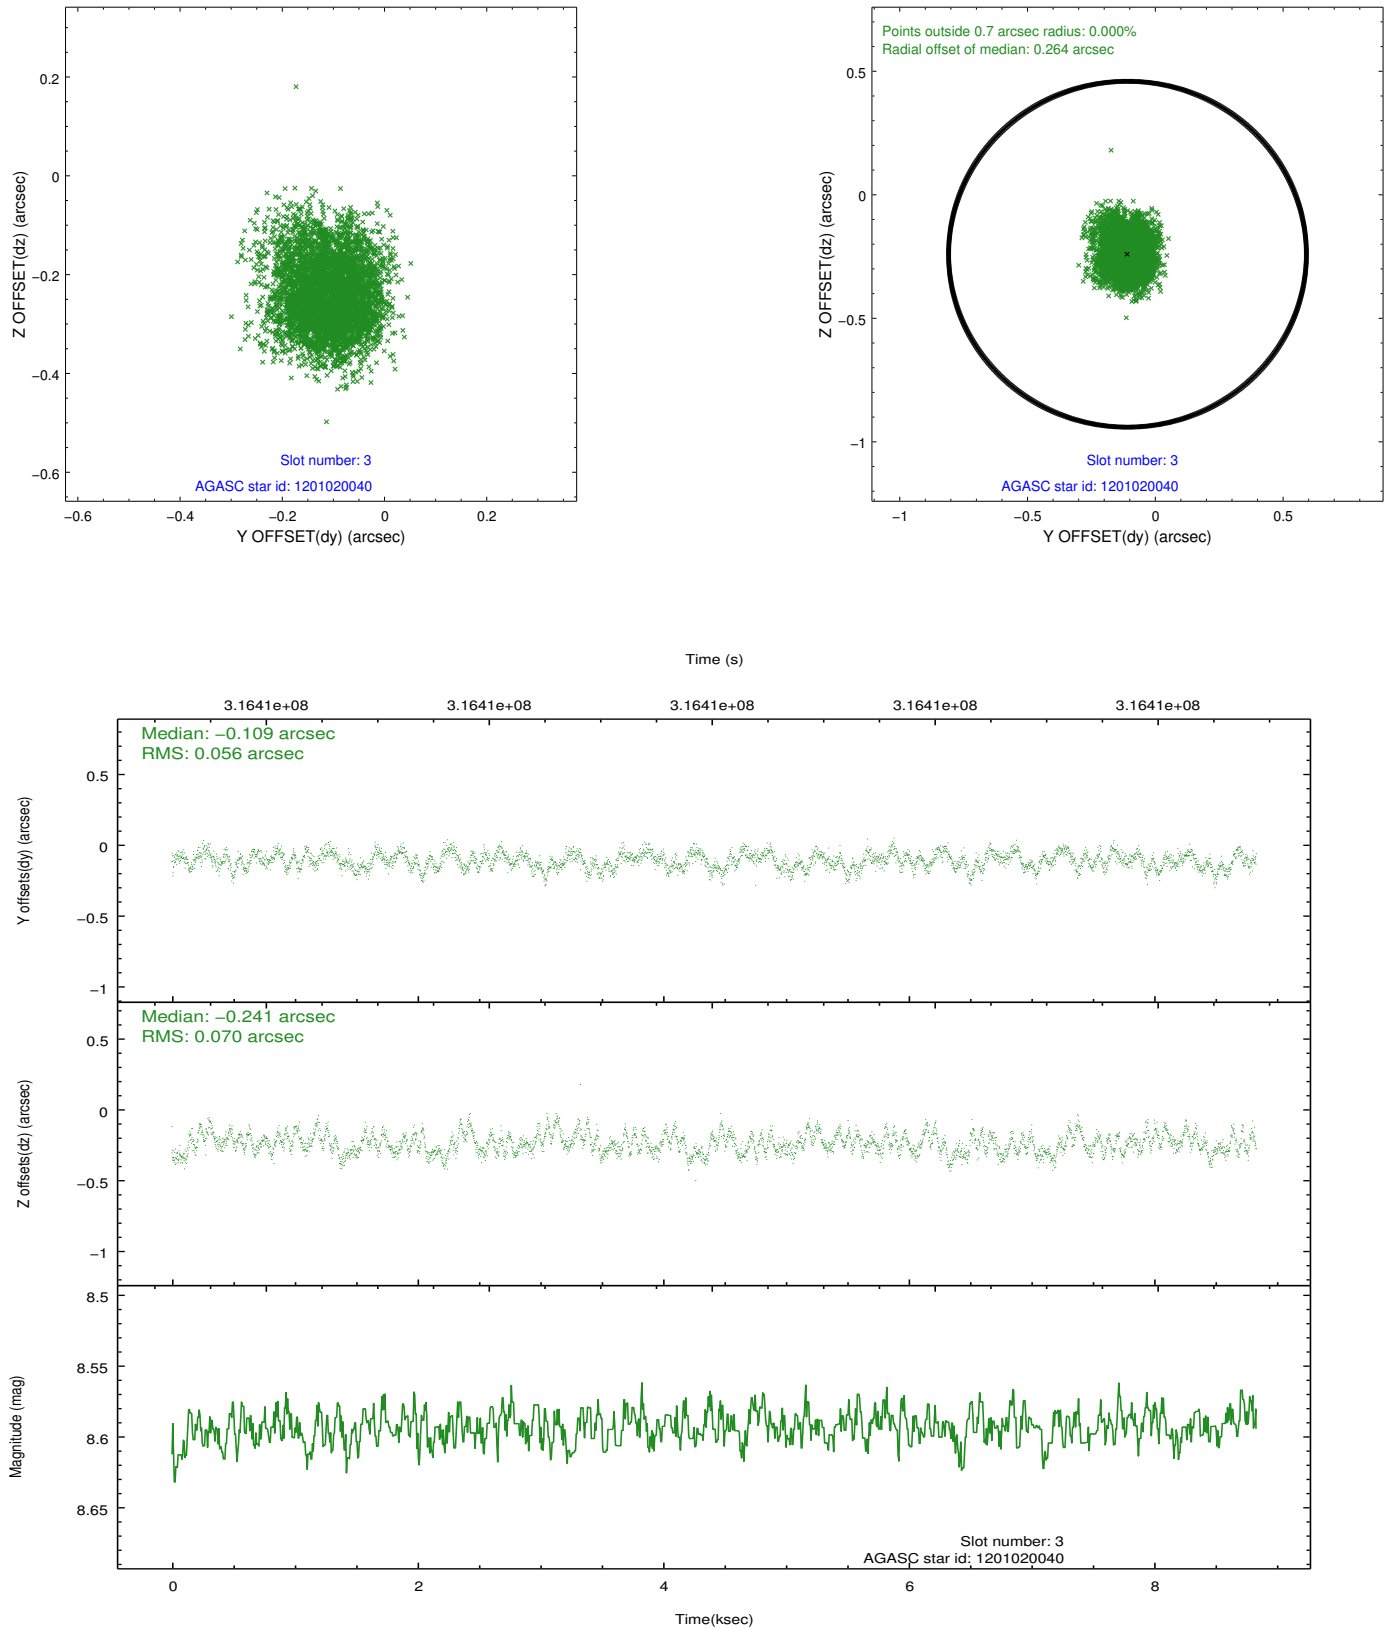 0.2
0
−0.2
−0.4
−0.6
Z OFFSET(dz) (arcsec)
Slot number: 3
AGASC star id: 1201020040
−0.6
−0.4
−0.2
0
0.2
Y OFFSET(dy) (arcsec)
Points outside 0.7 arcsec radius: 0.000%
Radial offset of median: 0.264 arcsec
0.5
0
−0.5
−1
Z OFFSET(dz) (arcsec)
Slot number: 3
AGASC star id: 1201020040
−1
−0.5
0
0.5
Y OFFSET(dy) (arcsec)
Time (s)
3.1641e+08
3.1641e+08
3.1641e+08
3.1641e+08
3.1641e+08
Median: −0.109 arcsec
RMS: 0.056 arcsec
0.5
0
−0.5
−1
Y offsets(dy) (arcsec)
Median: −0.241 arcsec
RMS: 0.070 arcsec
0.5
0
−0.5
−1
Z offsets(dz) (arcsec)
8.5
8.55
8.6
8.65
Magnitude (mag)
Slot number: 3
AGASC star id: 1201020040
0
2
4
6
8
Time(ksec)